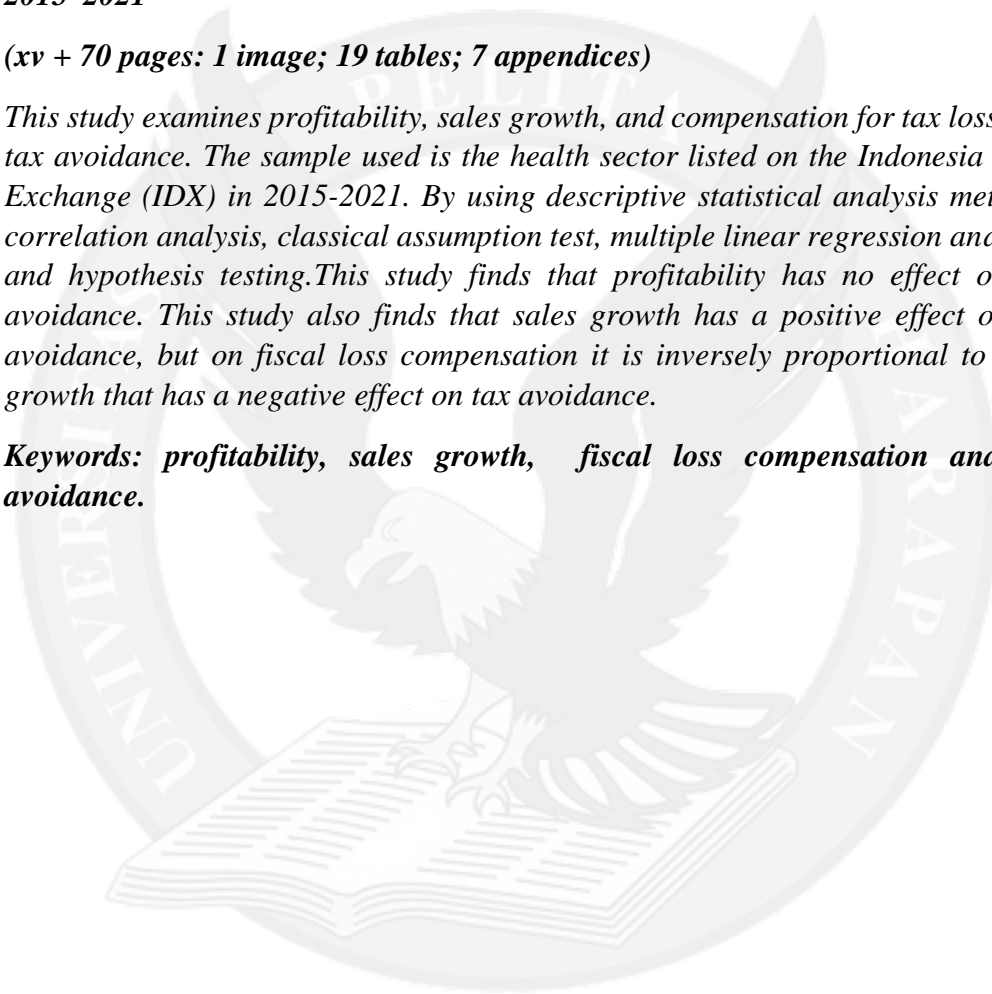 2015–2021
(xv + 70 pages: 1 image; 19 tables; 7 appendices)
This study examines profitability, sales growth, and compensation for tax loss
tax avoidance. The sample used is the health sector listed on the Indonesia
Exchange (IDX) in 2015-2021. By using descriptive statistical analysis met
correlation analysis, classical assumption test, multiple linear regression ana
and hypothesis testing.This study finds that profitability has no effect o
avoidance. This study also finds that sales growth has a positive effect o
avoidance, but on fiscal loss compensation it is inversely proportional to
growth that has a negative effect on tax avoidance.
Keywords: profitability, sales growth, fiscal loss compensation and
avoidance.
UNIVERSITAS PELITA HARAPAN